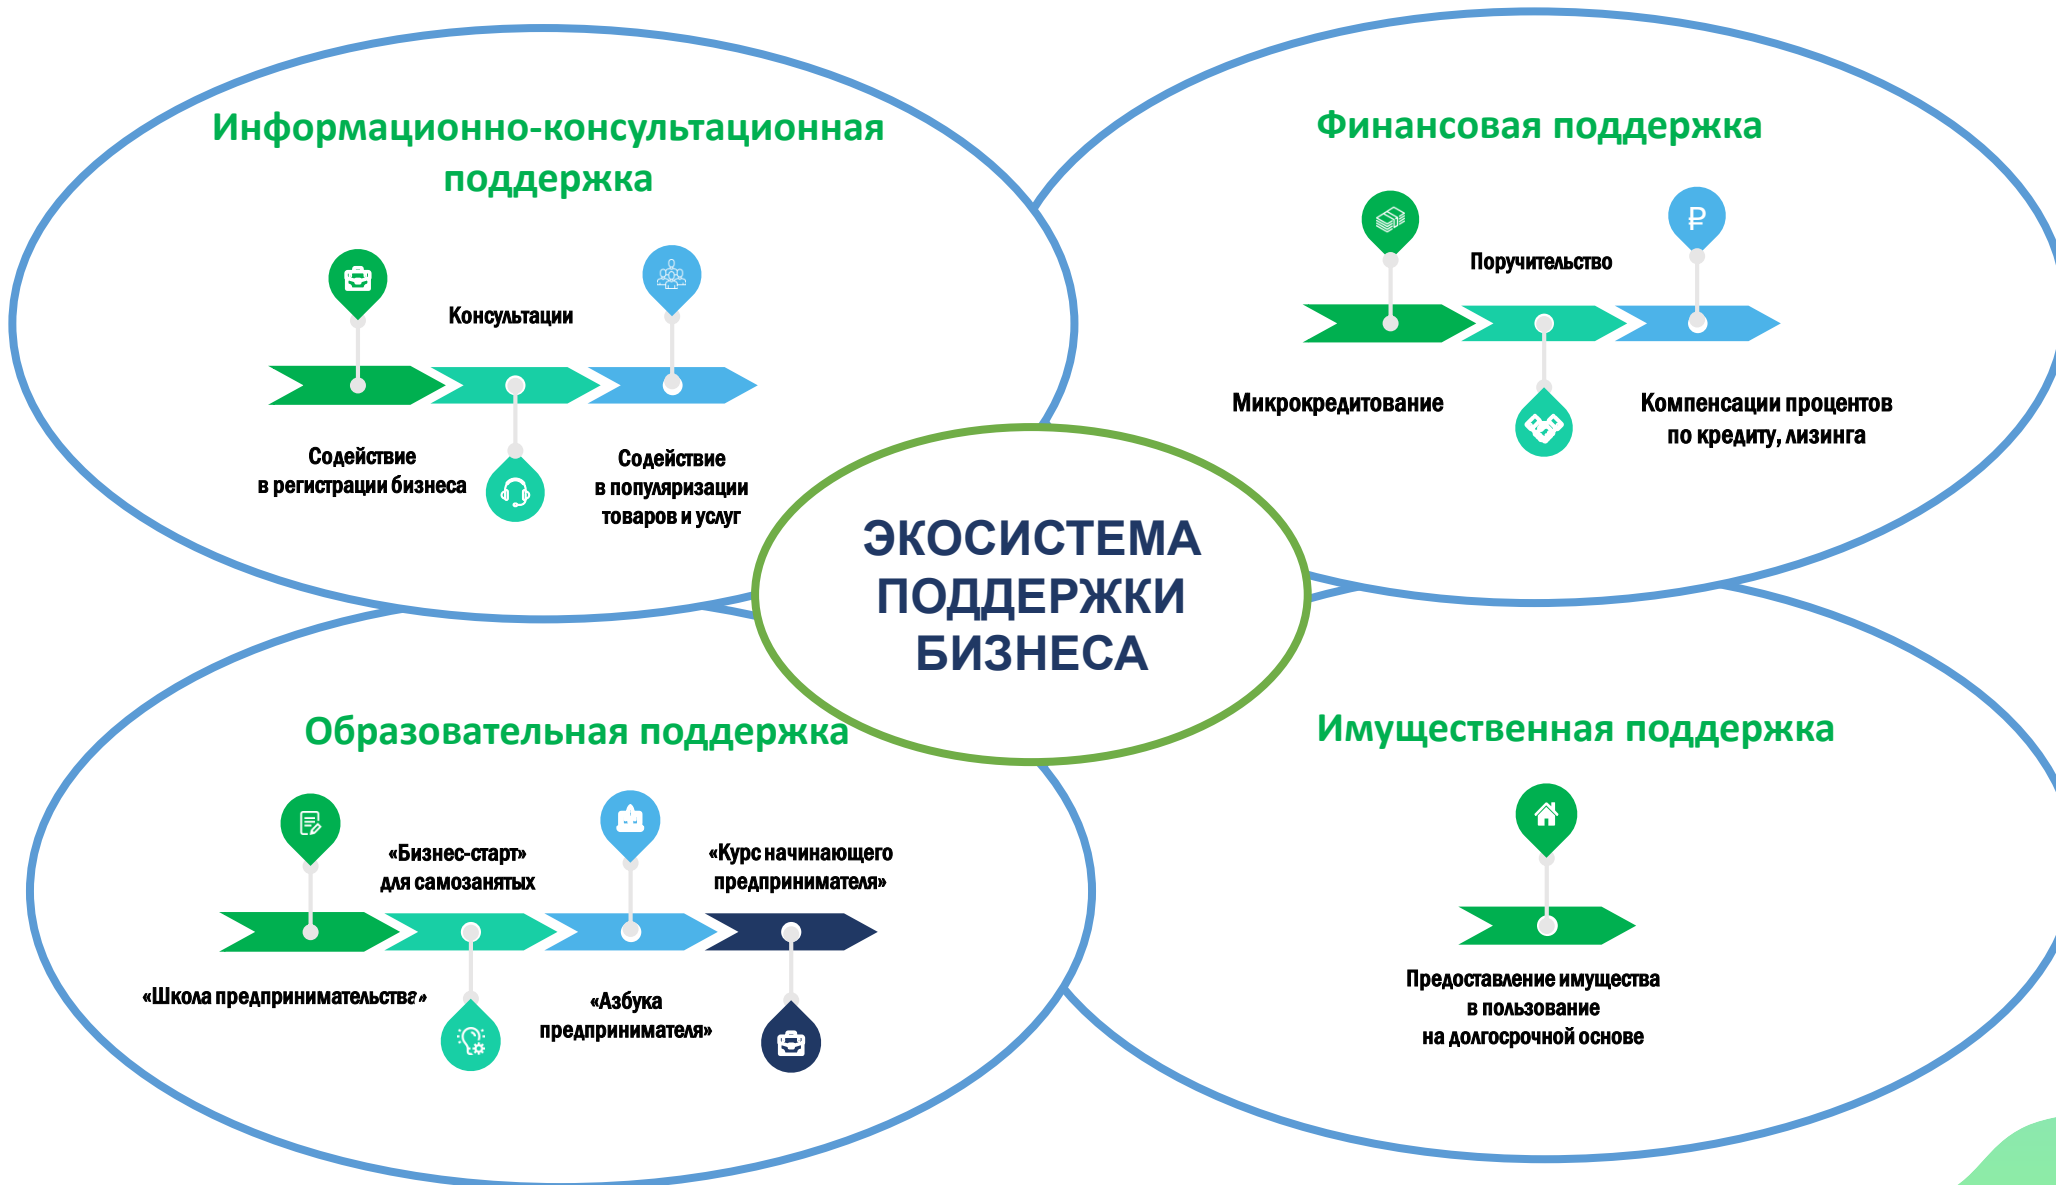 Информационно-консультационная
поддержка
Консультации
Содействие
в регистрации бизнеса
Содействие
в популяризации
товаров и услуг
Финансовая поддержка
₽
Поручительство
Микрокредитование
Компенсации процентов
по кредиту, лизинга
ЭКОСИСТЕМА
ПОДДЕРЖКИ
БИЗНЕСА
Образовательная поддержка
«Бизнес-старт»
для самозанятых
«Курс начинающего
предпринимателя»
«Школа предпринимательства»
«Азбука
предпринимателя»
Имущественная поддержка
Предоставление имущества
в пользование
на долгосрочной основе